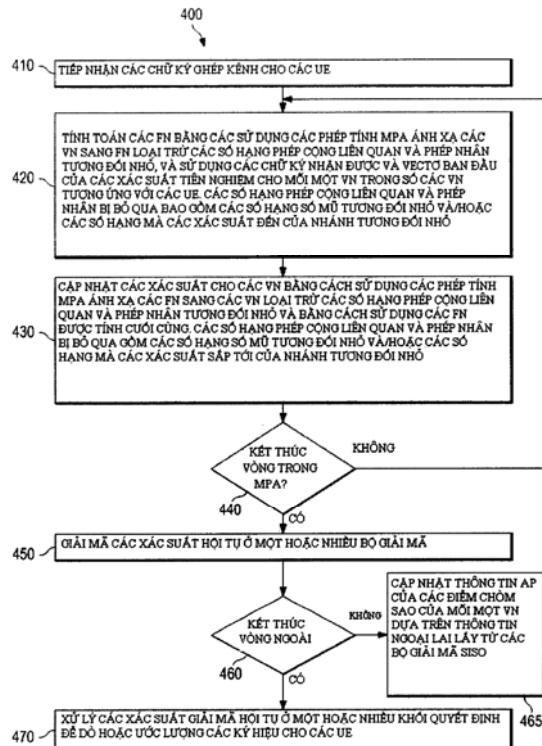 400
410
TIẾP NHẬN CÁC CHỮ KÝ GHÉP KÊNH CHO CÁC UE
420
TÍNH TOÁN CÁC FN BẰNG CÁC SỬ DỤNG CÁC PHÉP TÍNH MPA ÁNH XẠ CÁC
VN SANG FN LOẠI TRỪ CÁC SỐ HẠNG PHÉP CỘNG LIÊN QUAN VÀ PHÉP NHÂN
TƯƠNG ĐỐI NHỎ, VÀ SỬ DỤNG CÁC CHỮ KÝ NHẬN ĐƯỢC VÀ VECTƠ BAN ĐẦU
CỦA CÁC XÁC SUẤT TIÊN NGHIỆM CHO MỖI MỘT VN TRONG SỐ CÁC VN
TƯƠNG ỨNG VỚI CÁC UE. CÁC SỐ HẠNG PHÉP CỘNG LIÊN QUAN VÀ PHÉP
NHÂN BỊ BỎ QUA BAO GỒM CÁC SỐ HẠNG SỐ MŨ TƯƠNG ĐỐI NHỎ VÀ/HOẶC
CÁC SỐ HẠNG MÀ CÁC XÁC SUẤT ĐẾN CỦA NHÁNH TƯƠNG ĐỐI NHỎ
430
CẬP NHẬT CÁC XÁC SUẤT CHO CÁC VN BẰNG CÁCH SỬ DỤNG CÁC PHÉP TÍNH
MPA ÁNH XẠ CÁC FN SANG CÁC VN LOẠI TRỪ CÁC SỐ HẠNG PHÉP CỘNG LIÊN
QUAN VÀ PHÉP NHÂN TƯƠNG ĐỐI NHỎ VÀ BẰNG CÁCH SỬ DỤNG CÁC FN
ĐƯỢC TÍNH CUỐI CÙNG. CÁC SỐ HẠNG PHÉP CỘNG LIÊN QUAN VÀ PHÉP NHÂN
BỊ BỎ QUA GỒM CÁC SỐ HẠNG SỐ MŨ TƯƠNG ĐỐI NHỎ VÀ/HOẶC CÁC SỐ
HẠNG MÀ CÁC XÁC SUẤT SẮP TỚI CỦA NHÁNH TƯƠNG ĐỐI NHỎ
KẾT THÚC
VÒNG TRONG
MPA?
KHÔNG
440
CÓ
450
GIẢI MÃ CÁC XÁC SUẤT HỘI TỤ Ở MỘT HOẶC NHIỀU BỘ GIẢI MÃ
KẾT THÚC
VÒNG NGOÀI
KHÔNG
460
CÓ
CẬP NHẬT THÔNG TIN AP
CỦA CÁC ĐIỂM CHÒM
SAO CỦA MỖI MỘT VN
DỰA TRÊN THÔNG TIN
NGOẠI LAI LẤY TỪ CÁC
BỘ GIẢI MÃ SISO
465
470
XỬ LÝ CÁC XÁC SUẤT GIẢI MÃ HỘI TỤ Ở MỘT HOẶC NHIỀU KHỐI QUYẾT ĐỊNH
ĐỂ DÒ HOẶC ƯỚC LƯỢNG CÁC KÝ HIỆU CHO CÁC UE